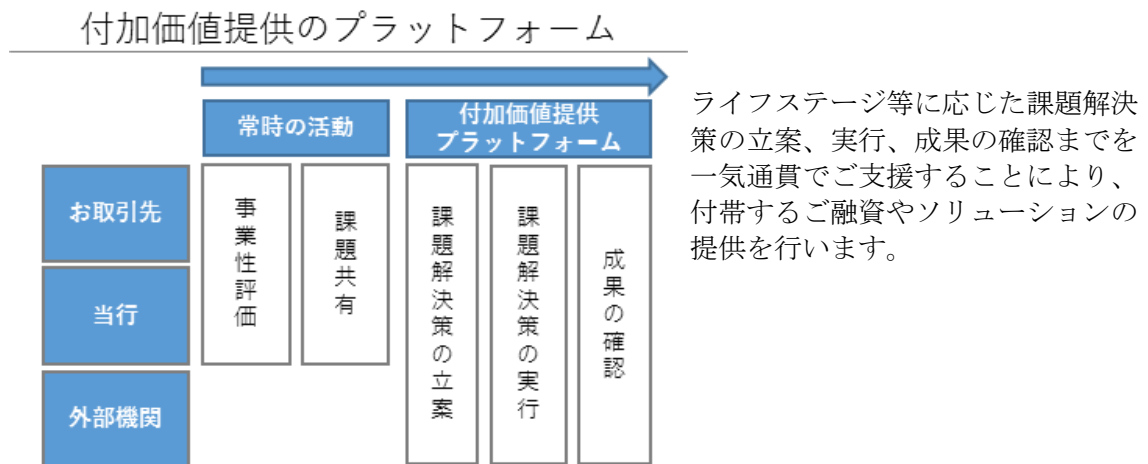 付加価値提供のプラットフォーム
常時の活動
付加価値提供
プラットフォーム
お取引先
当行
外部機関
事業性評価
課題共有
課題解決策の立案
課題解決策の実行
成果の確認
ライフステージ等に応じた課題解決
策の立案、実行、成果の確認までを
一気通貫でご支援することにより、
付帯するご融資やソリューションの
提供を行います。